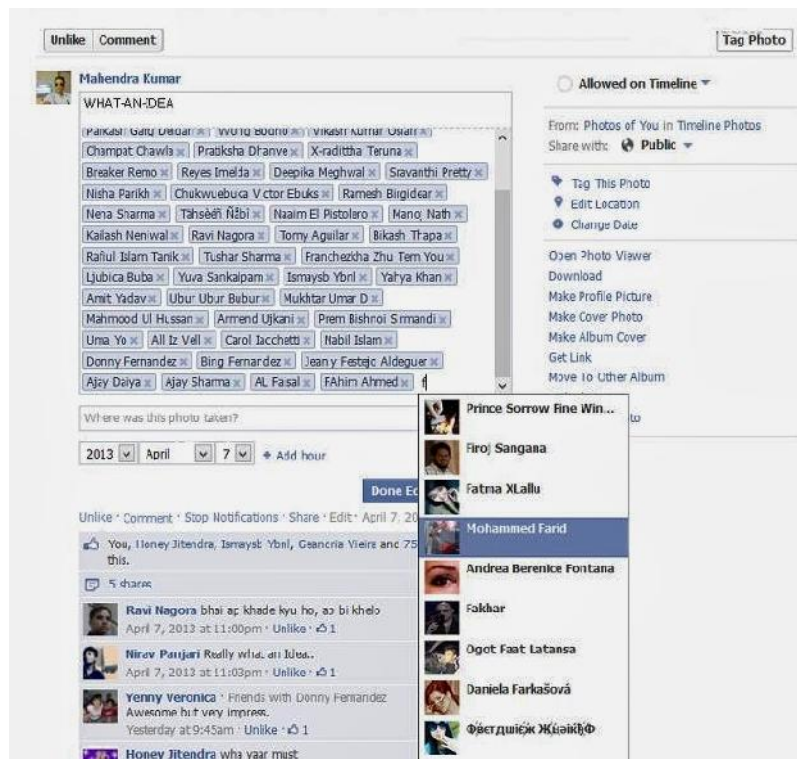 Unlike Comment
Tag Photo
Mahendra Kumar
WHAT-AN-IDEA
Champat Chawla × Pratiksha Dhanve × X-radittha Teruna ×
Breaker Remo × Reyes Imelda × Deepika Meghwal × Sravanthi Pretty ×
Nisha Parikh × Chukwuebuca Victor Ebuks × Ramesh Birgidear ×
Nena Sharma × Tähsèéñ Ñäbî × Naaim El Pistolero × Manoj Nath ×
Kailash Neniwal × Ravi Nagora × Tomy Aguilar × Bikash Thapa ×
Rafiul Islam Tanik × Tushar Sharma × Franchezkha Zhu Tem You ×
Ljubica Buba × Yuva Sankalpam × Ismaysb Ybnl × Yahya Khan ×
Amit Yadav × Ubur Ubur Bubur × Mukhtar Umar D ×
Mahmood Ul Hussan × Armend Ujkani × Prem Bishnoi Sirmandi ×
Uma Yo × All Iz Vell × Carol Iacchetti × Nabil Islam ×
Donny Fernandez × Bing Fernandez × Jeany Festejo Aldeguer ×
Ajay Daiya × Ajay Sharma × AL Faisal × FAhim Ahmed × f
Where was this photo taken?
2013 April 7 + Add hour
Done Ed
Unlike · Comment · Stop Notifications · Share · Edit · April 7, 20
You, Honey Jitendra, Ismaysb Ybnl, Geancria Vieira and 75
this.
5 shares
Ravi Nagora bhai ap khade kyu ho, ap bi khelo
April 7, 2013 at 11:00pm · Unlike · 1
Nirav Panjari Really what an Idea..
April 7, 2013 at 11:03pm · Unlike · 1
Yenny Veronica · Friends with Donny Fernandez
Awesome but very impress.
Yesterday at 9:45am · Unlike · 1
Honey Jitendra wha yaar must
Prince Sorrow Fine Win...
Firoj Sangana
Fatma XLallu
Mohammed Farid
Andrea Berenice Fontana
Fakhar
Ogot Faat Latansa
Daniela Farkašová
Allowed on Timeline
From: Photos of You in Timeline Photos
Share with: Public
Tag This Photo
Edit Location
Change Date
Open Photo Viewer
Download
Make Profile Picture
Make Cover Photo
Make Album Cover
Get Link
Move To Other Album